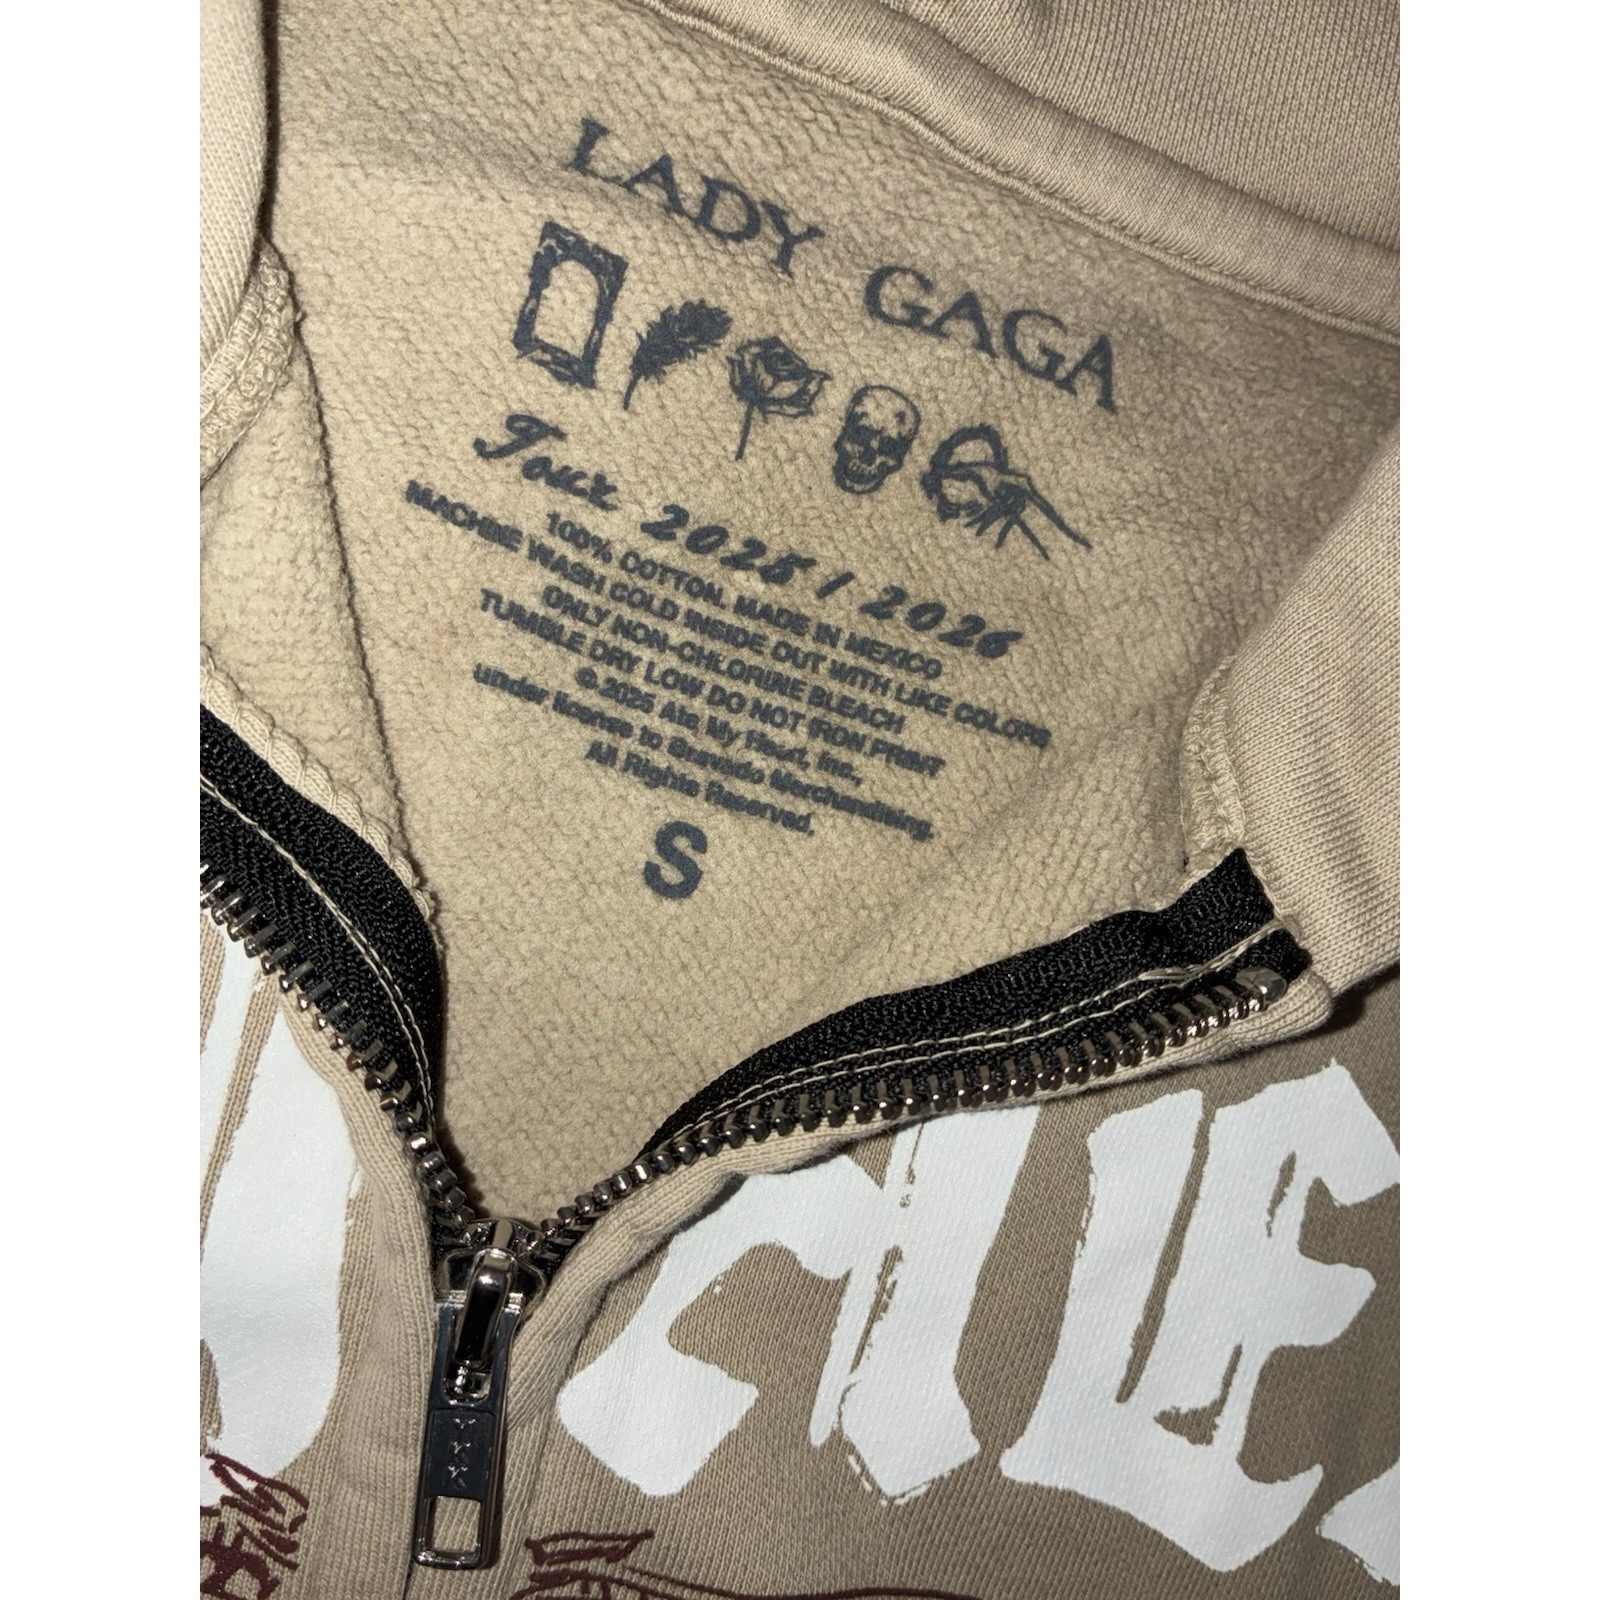 LADY GAGA
Tour 2025 / 2026
100% COTTON. MADE IN MEXICO
MACHINE WASH COLD INSIDE OUT WITH LIKE COLORS
ONLY NON-CHLORINE BLEACH
TUMBLE DRY LOW DO NOT IRON PRINT
© 2025 Ate My Heart, Inc.,
under license to Bravado Merchandising.
All Rights Reserved.
S